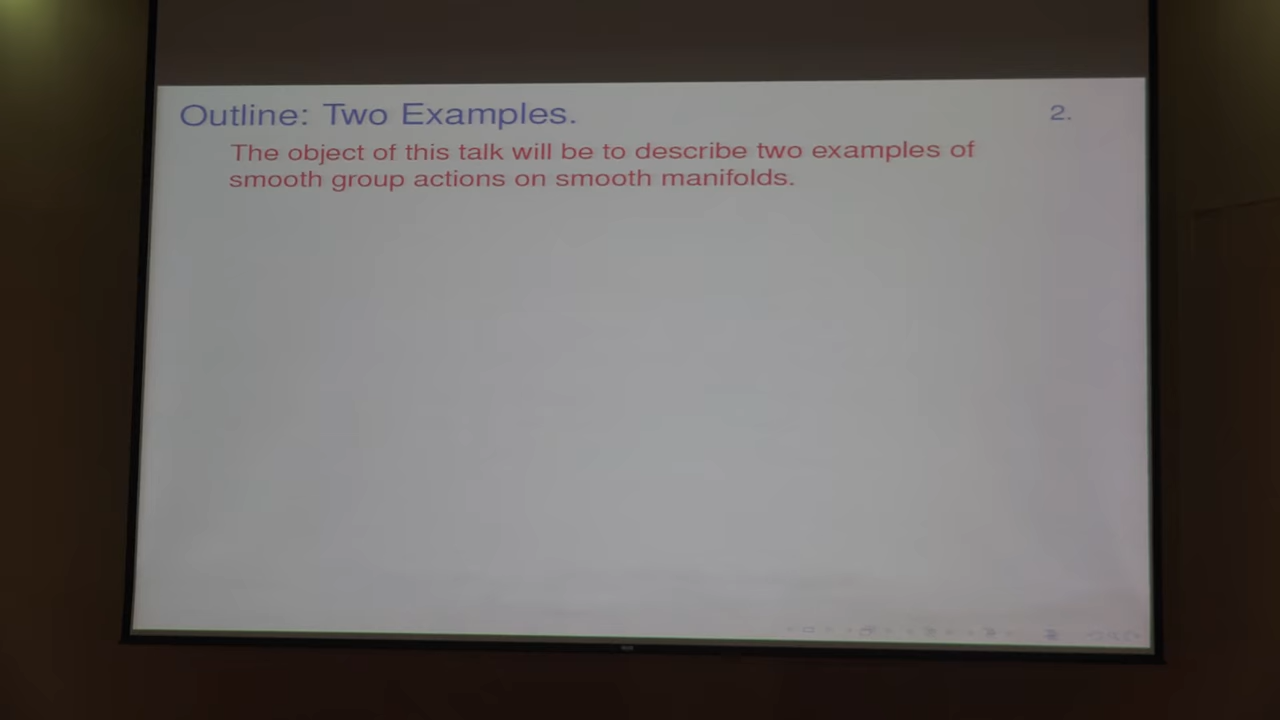 Outline: Two Examples.
2.
The object of this talk will be to describe two examples of
smooth group actions on smooth manifolds.